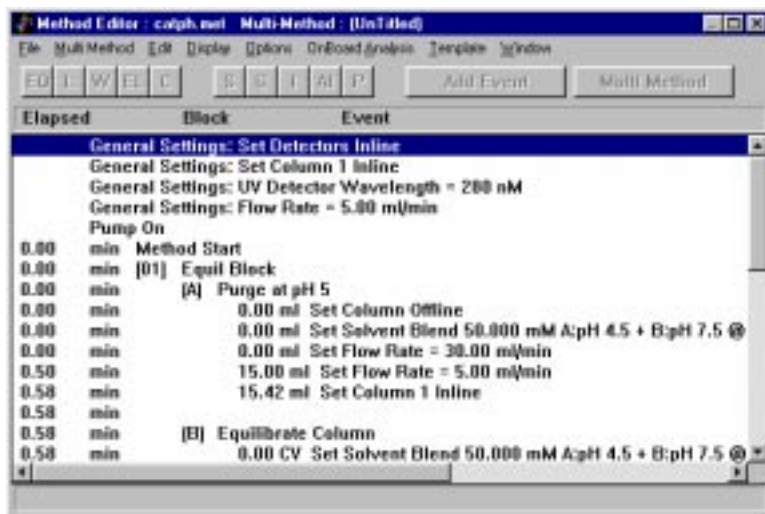 Method Editor : catph.met   Multi-Method : (UnTitled)
File Multi Method Edit Display Options OnBoard Analysis Template Window
EQ L W EL C S G I AI P Add Event Multi Method
Elapsed Block Event
General Settings: Set Detectors Inline
General Settings: Set Column 1 Inline
General Settings: UV Detector Wavelength = 280 nM
General Settings: Flow Rate = 5.00 ml/min
Pump On
0.00 min Method Start
0.00 min [01] Equil Block
0.00 min (A) Purge at pH 5
0.00 min 0.00 ml Set Column Offline
0.00 min 0.00 ml Set Solvent Blend 50.000 mM A:pH 4.5 + B:pH 7.5 @
0.00 min 0.00 ml Set Flow Rate = 30.00 ml/min
0.50 min 15.00 ml Set Flow Rate = 5.00 ml/min
0.58 min 15.42 ml Set Column 1 Inline
0.58 min
0.58 min (B) Equilibrate Column
0.58 min 0.00 CV Set Solvent Blend 50.000 mM A:pH 4.5 + B:pH 7.5 @